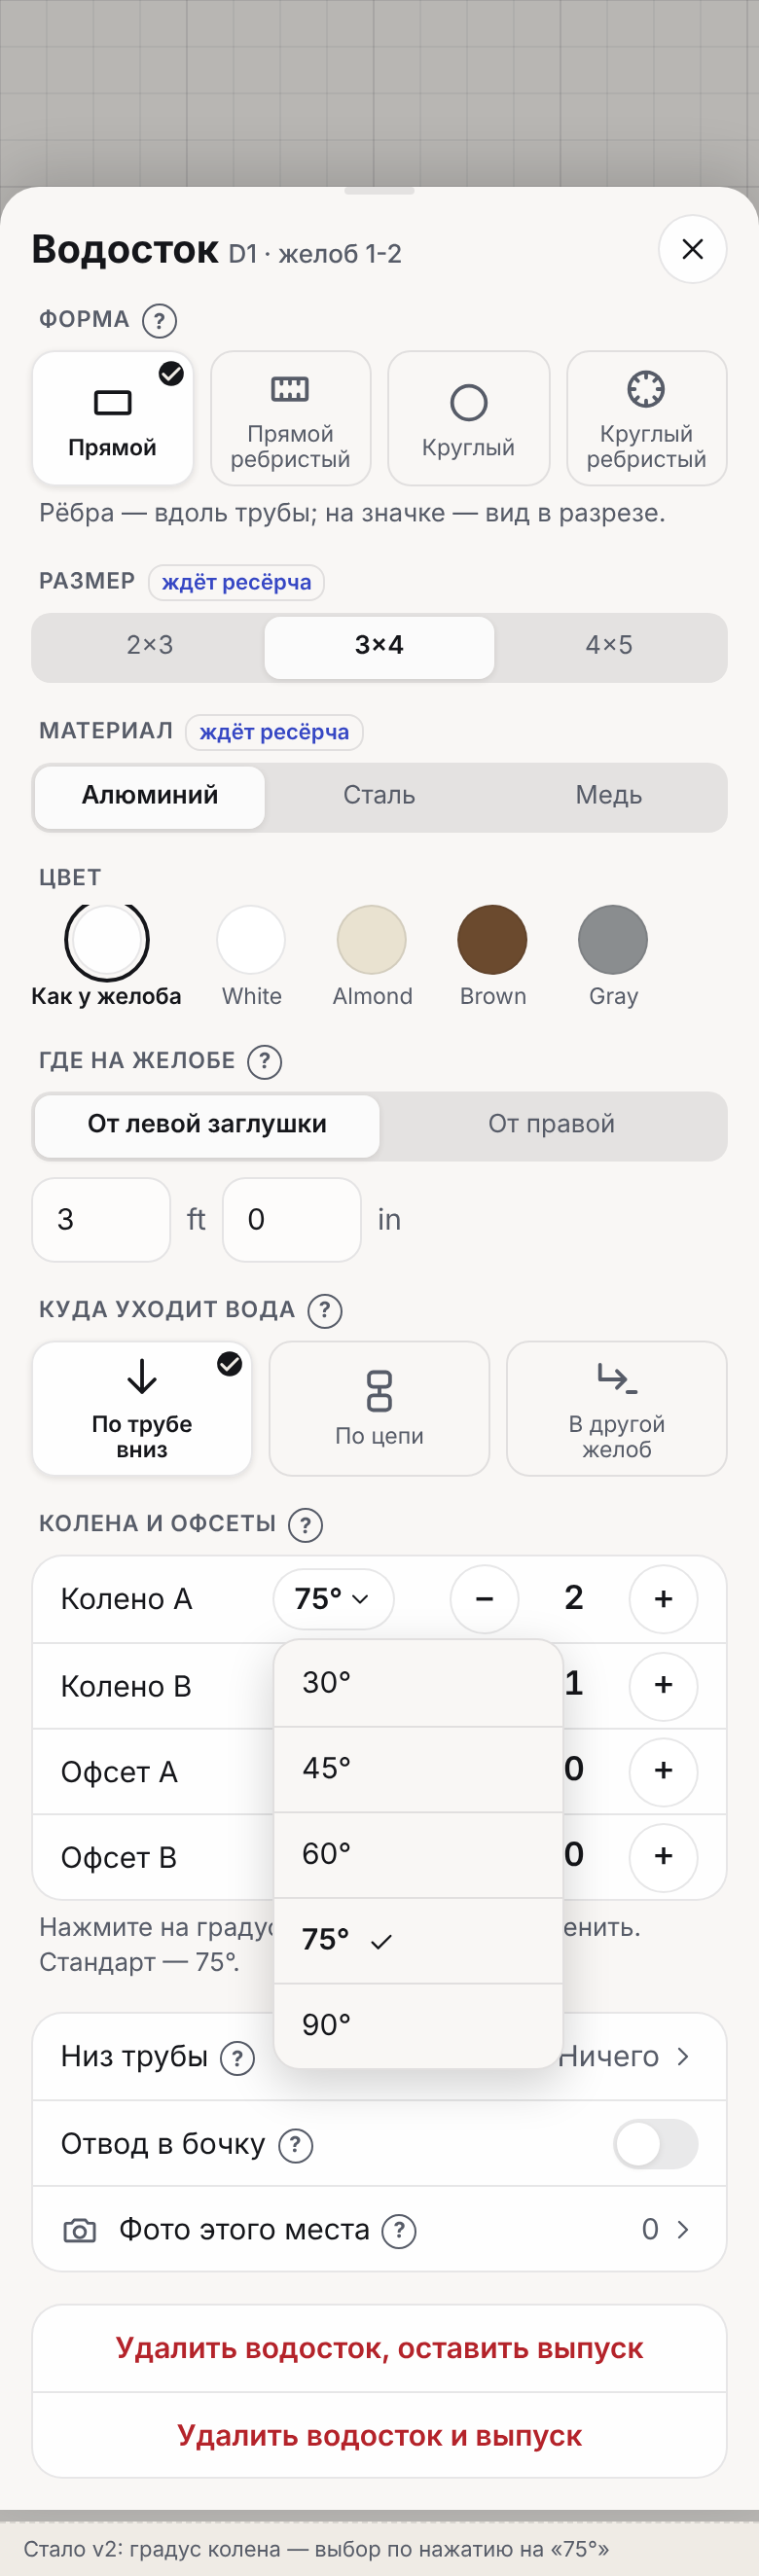 Водосток D1 · желоб 1-2
ФОРМА ?
Прямой
Прямой
ребристый
Круглый
Круглый
ребристый
Рёбра — вдоль трубы; на значке — вид в разрезе.
РАЗМЕР ждёт ресёрча
2×3 3×4 4×5
МАТЕРИАЛ ждёт ресёрча
Алюминий Сталь Медь
ЦВЕТ
Как у желоба White Almond Brown Gray
ГДЕ НА ЖЕЛОБЕ ?
От левой заглушки От правой
3 ft 0 in
КУДА УХОДИТ ВОДА ?
По трубе
вниз
По цепи
В другой
желоб
КОЛЕНА И ОФСЕТЫ ?
Колено A 75° − 2 +
Колено B 1 +
Офсет A 0 +
Офсет B 0 +
30°
45°
60°
75°
90°
Нажмите на
Стандарт — 75°.
Низ трубы ? Ничего
Отвод в бочку ?
Фото этого места ? 0
Удалить водосток, оставить выпуск
Удалить водосток и выпуск
Стало v2: градус колена — выбор по нажатию на «75°»